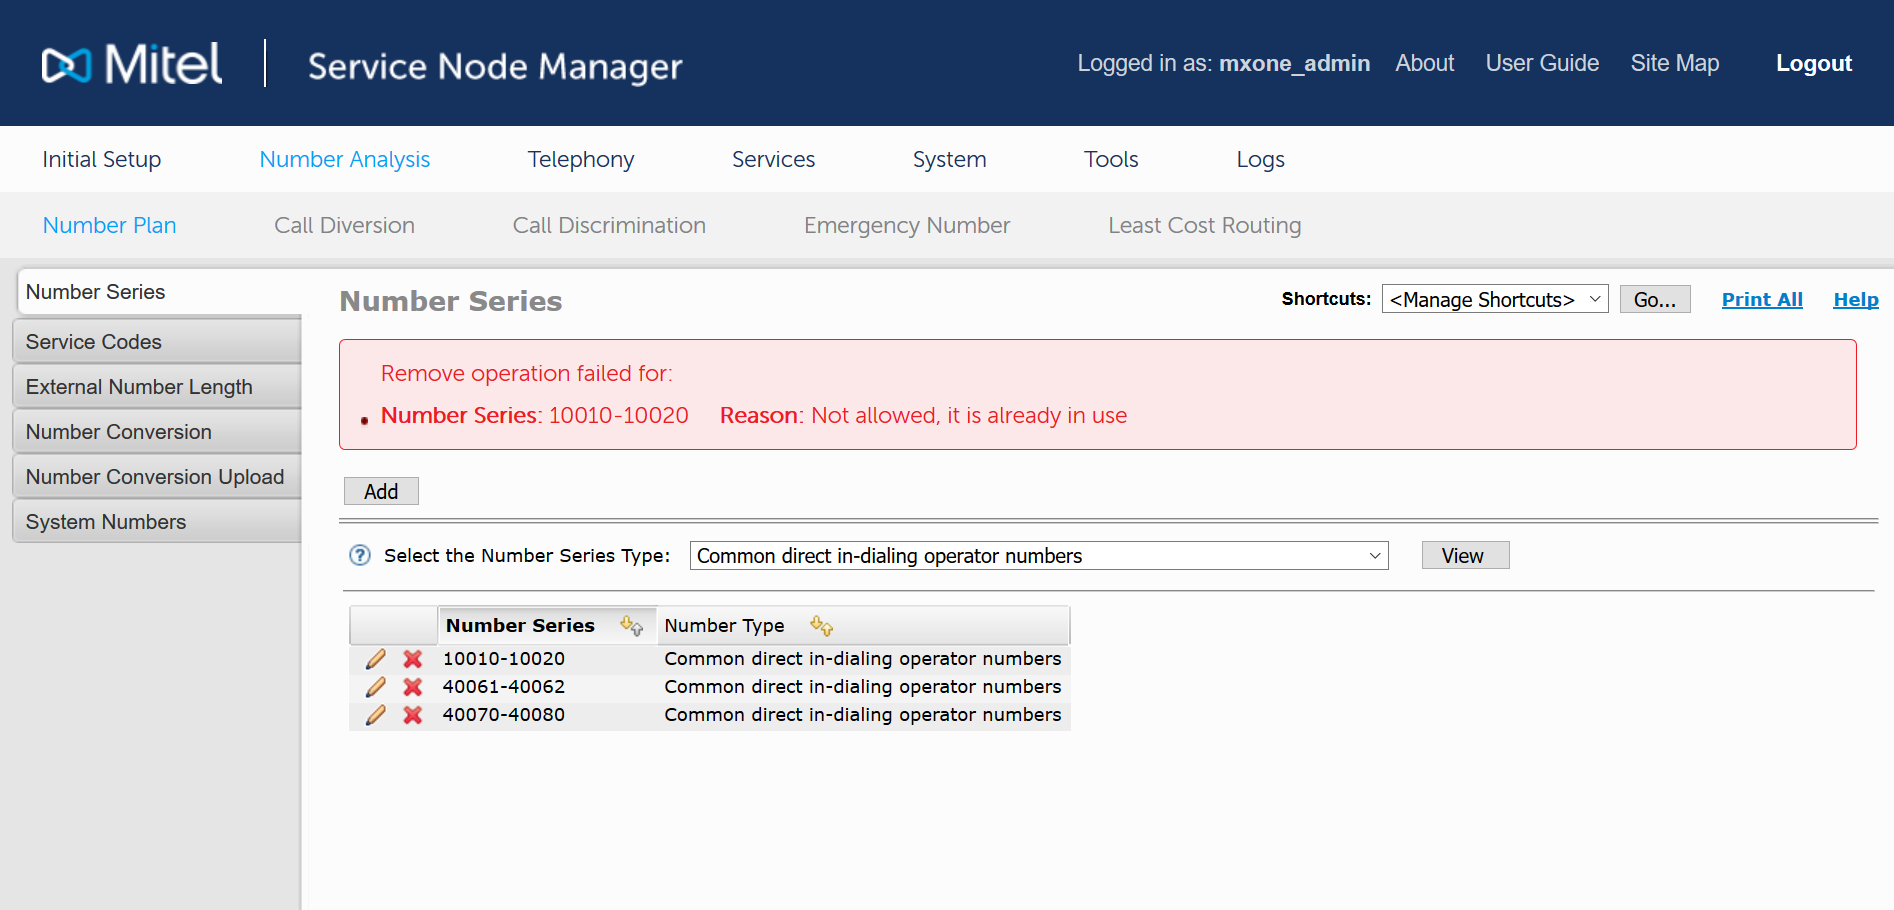 Mitel
Service Node Manager
Logged in as: mxone_admin About User Guide Site Map Logout
Initial Setup Number Analysis Telephony Services System Tools Logs
Number Plan Call Diversion Call Discrimination Emergency Number Least Cost Routing
Number Series
Service Codes
External Number Length
Number Conversion
Number Conversion Upload
System Numbers
Number Series
Shortcuts: <Manage Shortcuts> Go... Print All Help
Remove operation failed for:
Number Series: 10010-10020 Reason: Not allowed, it is already in use
Add
? Select the Number Series Type: Common direct in-dialing operator numbers View
Number Series Number Type
10010-10020 Common direct in-dialing operator numbers
40061-40062 Common direct in-dialing operator numbers
40070-40080 Common direct in-dialing operator numbers